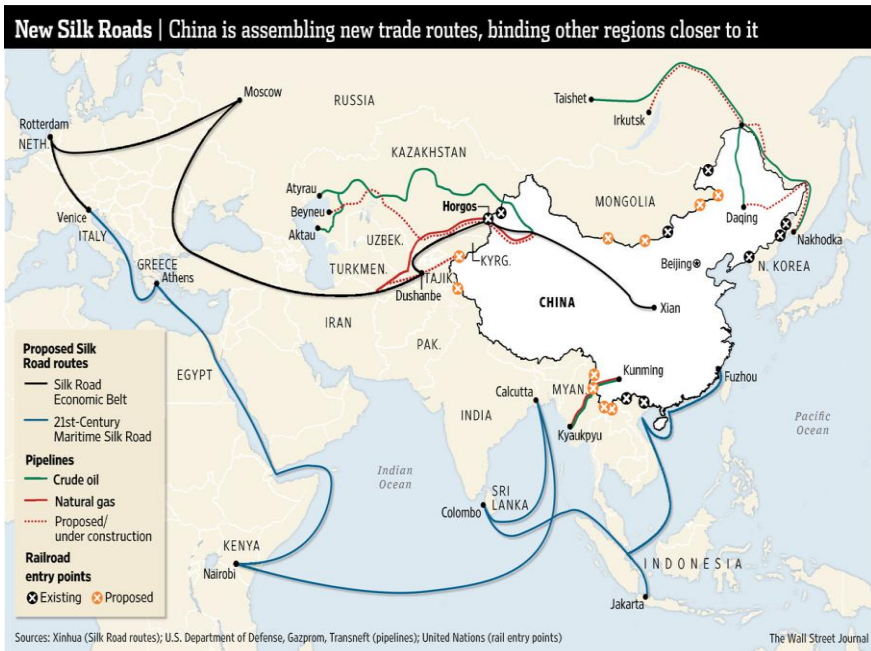 New Silk Roads | China is assembling new trade routes, binding other regions closer to it
Moscow
RUSSIA
Taishet
Irkutsk
Rotterdam
NETH.
KAZAKHSTAN
MONGOLIA
Atyrau
Beyneu
Aktau
Horgos
Daqing
Venice
ITALY
UZBEK.
Nakhodka
GREECE
Athens
TURKMEN.
KYRG.
Beijing
N. KOREA
TAJIK.
Dushanbe
CHINA
Xian
IRAN
PAK.
EGYPT
Calcutta
MYAN.
Kunming
Fuzhou
INDIA
Kyaukpyu
Pacific
Ocean
Indian
Ocean
SRI
LANKA
Colombo
KENYA
Nairobi
INDONESIA
Jakarta
Proposed Silk
Road routes
Silk Road
Economic Belt
21st-Century
Maritime Silk Road
Pipelines
Crude oil
Natural gas
Proposed/
under construction
Railroad
entry points
Existing Proposed
Sources: Xinhua (Silk Road routes); U.S. Department of Defense, Gazprom, Transneft (pipelines); United Nations (rail entry points)
The Wall Street Journal